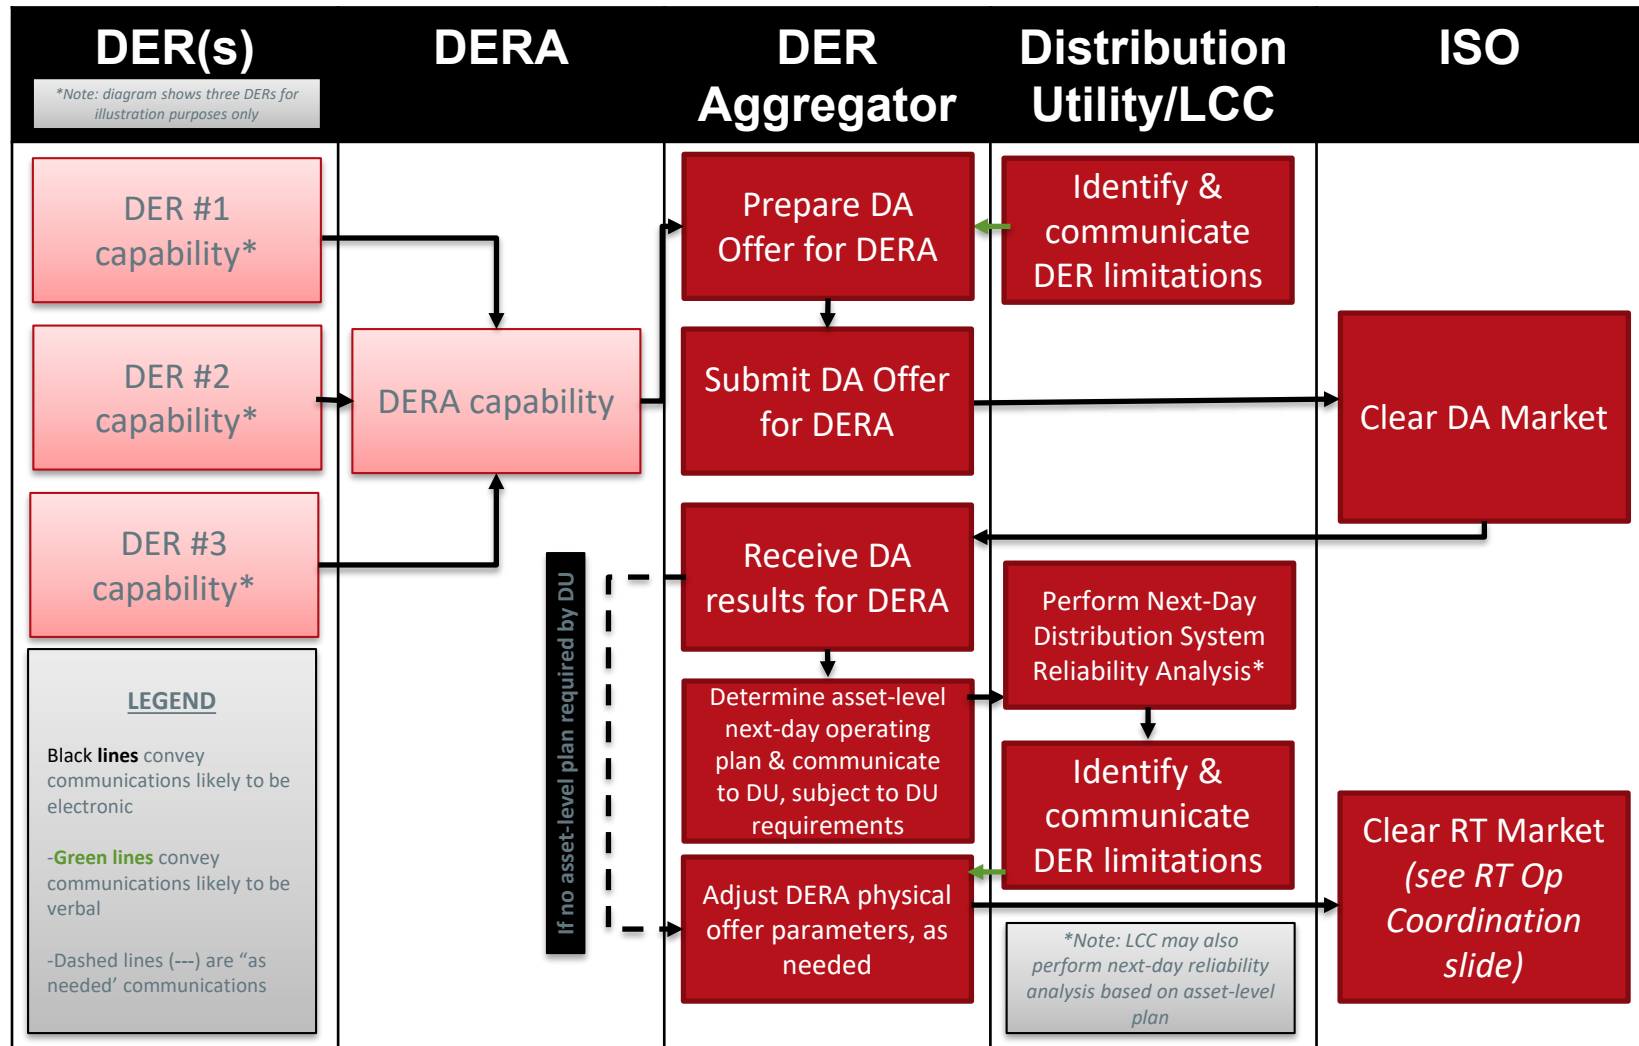 DER(s)
*Note: diagram shows three DERs for
illustration purposes only
DERA
DER
Aggregator
Distribution
Utility/LCC
ISO
DER #1
capability*
DER #2
capability*
DER #3
capability*
LEGEND
Black lines convey
communications likely to be
electronic
-Green lines convey
communications likely to be
verbal
-Dashed lines (---) are “as
needed’ communications
DERA capability
If no asset-level plan required by DU
Prepare DA
Offer for DERA
Submit DA Offer
for DERA
Receive DA
results for DERA
Determine asset-level
next-day operating
plan & communicate
to DU, subject to DU
requirements
Adjust DERA physical
offer parameters, as
needed
Identify &
communicate
DER limitations
Perform Next-Day
Distribution System
Reliability Analysis*
Identify &
communicate
DER limitations
*Note: LCC may also
perform next-day reliability
analysis based on asset-level
plan
Clear DA Market
Clear RT Market
(see RT Op
Coordination
slide)